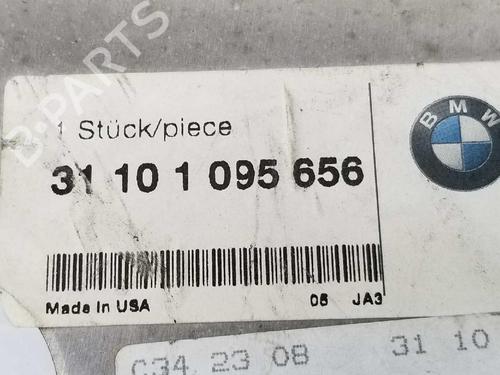 B-PARTS
1 Stück/piece
31 10 1 095 656
BMW
Made In USA 05 JA3
C34 23 08 31 10